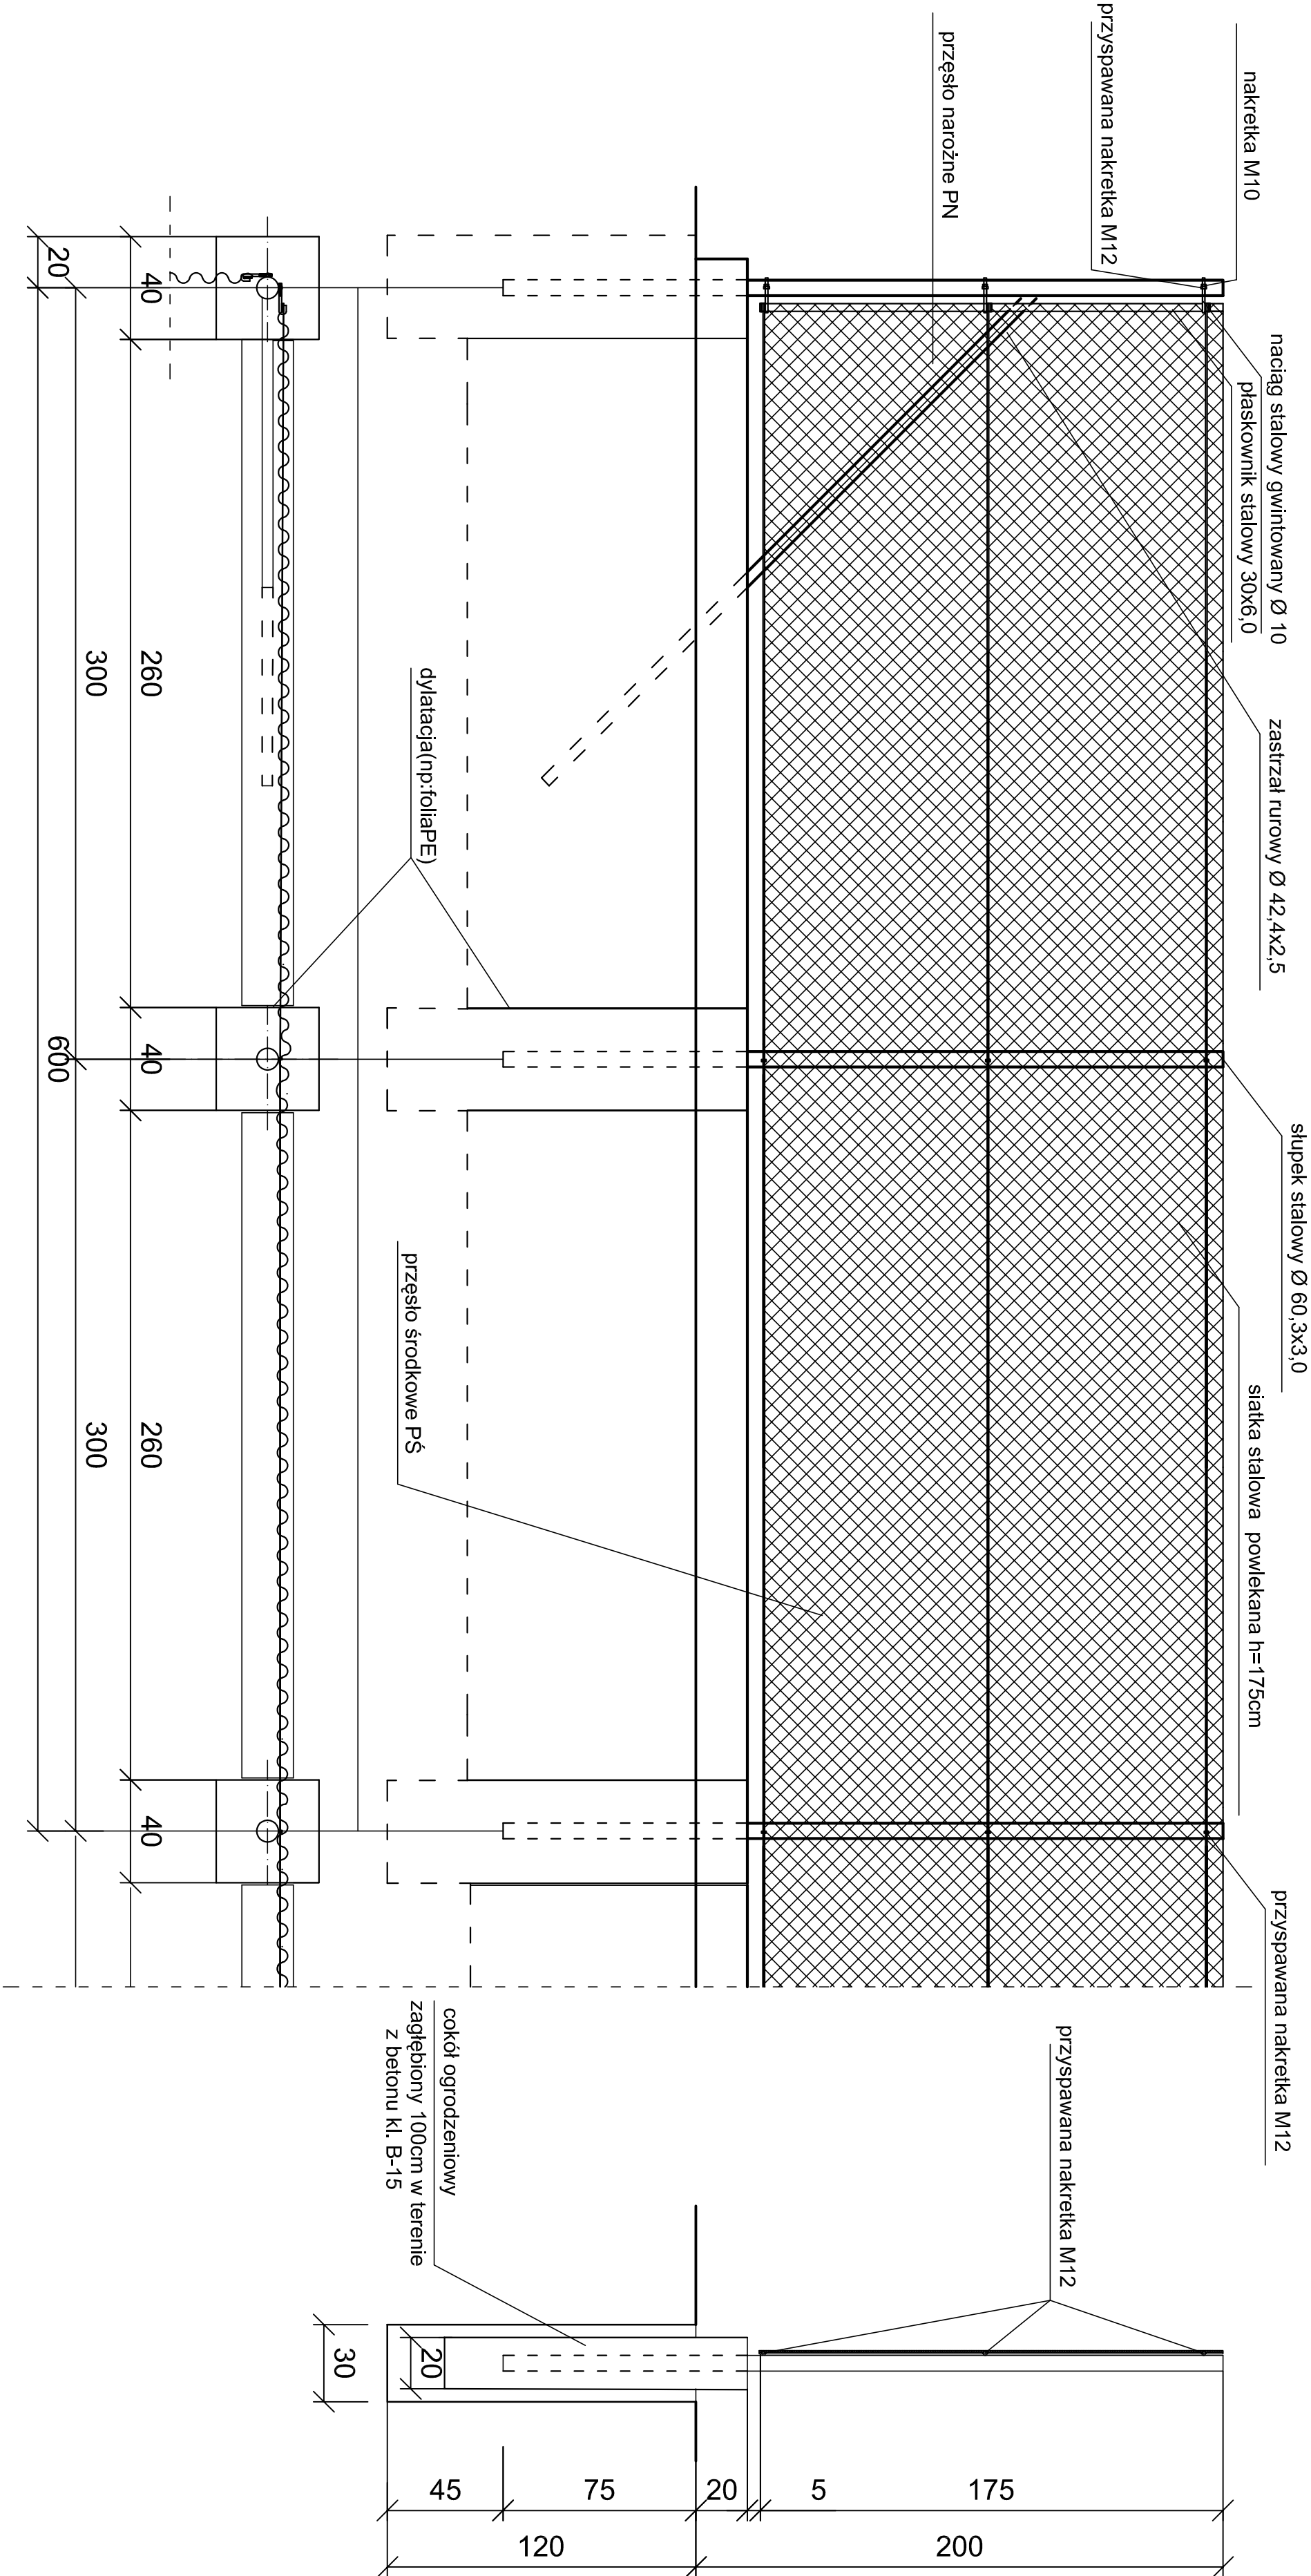 nakretka M10
przyspawana nakretka M12
przęsło narożne PN
naciąg stalowy gwintowany Ø 10
płaskownik stalowy 30x6,0
zastrzał rurowy Ø 42,4x2,5
słupek stalowy Ø 60,3x3,0
siatka stalowa powlekana h=175cm
przyspawana nakretka M12
przyspawana nakretka M12
dylatacja(np:foliaPE)
przęsło środkowe PŚ
cokół ogrodzeniowy
zagłębiony 100cm w terenie
z betonu kl. B-15
40
260
40
260
40
300
300
20
600
20
30
45
75
20
5
175
120
200